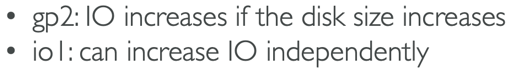 • gp2: IO increases if the disk size increases
• io1: can increase IO independently